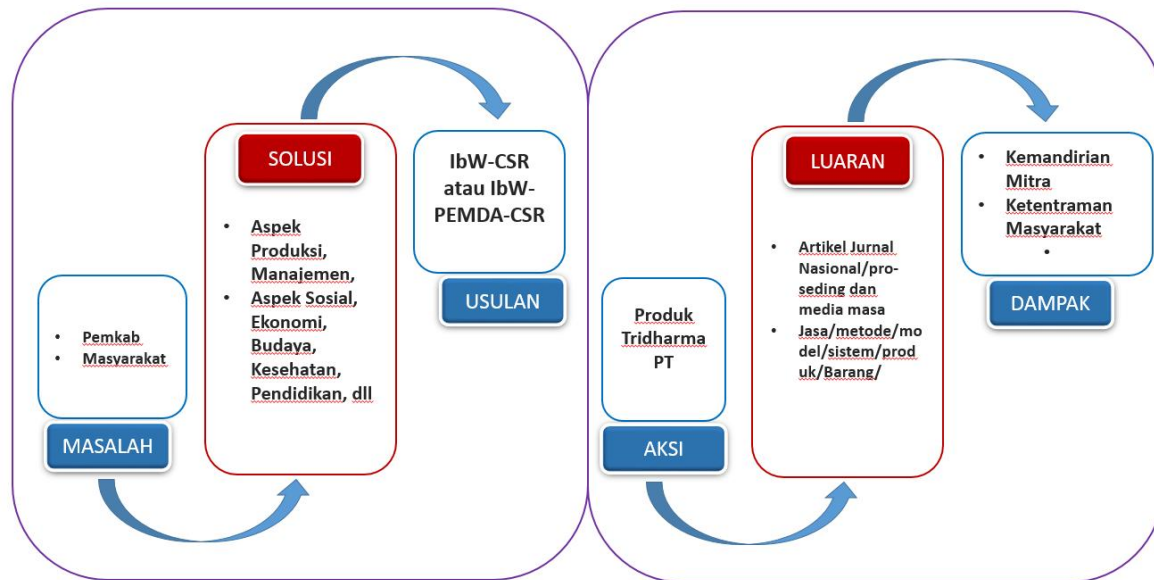 • Pemkab
• Masyarakat
MASALAH
SOLUSI
• Aspek
Produksi,
Manajemen,
• Aspek Sosial,
Ekonomi,
Budaya,
Kesehatan,
Pendidikan, dll
IbW-CSR
atau IbW-
PEMDA-CSR
USULAN
Produk
Tridharma
PT
AKSI
LUARAN
• Artikel Jurnal
Nasional/pro-
seding dan
media masa
• Jasa/metode/mo
del/sistem/prod
uk/Barang/
• Kemandirian
Mitra
• Ketentraman
Masyarakat
•
DAMPAK